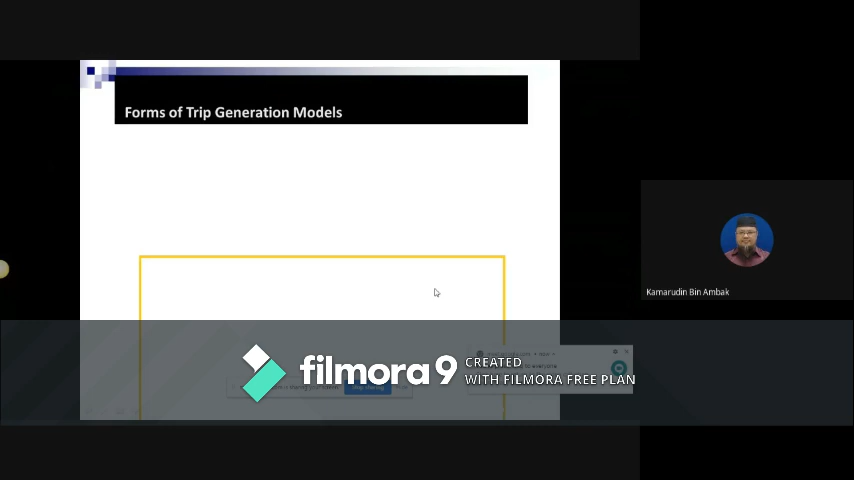 Forms of Trip Generation Models
Kamarudin Bin Ambak
filmora9
CREATED
WITH FILMORA FREE PLAN